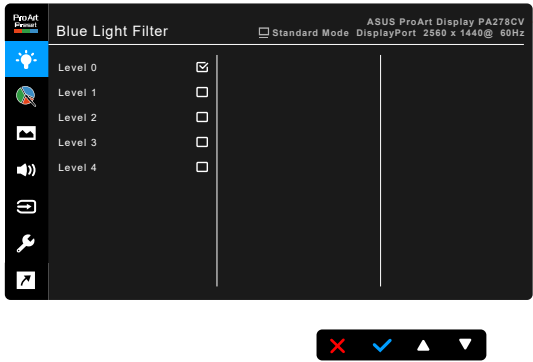 ProArt
Preset
Blue Light Filter
ASUS ProArt Display PA278CV
Standard Mode DisplayPort 2560 x 1440@ 60Hz
Level 0
Level 1
Level 2
Level 3
Level 4